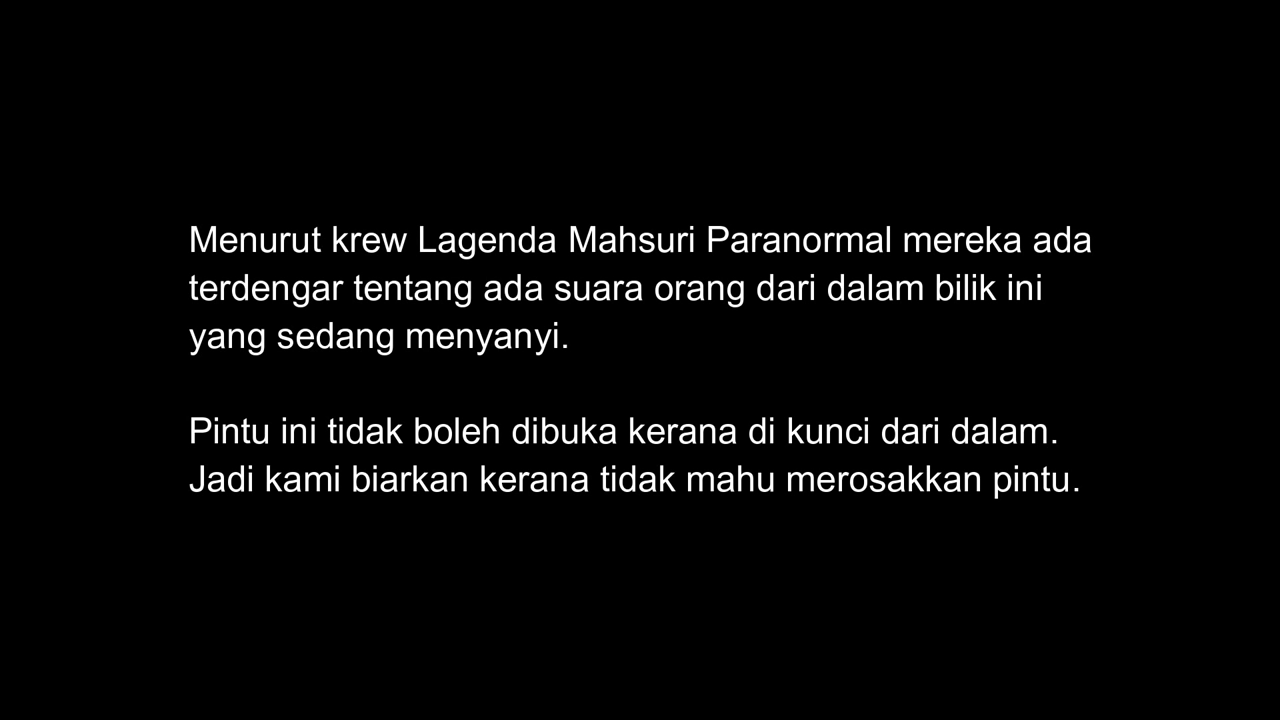 Menurut krew Lagenda Mahsuri Paranormal mereka ada
terdengar tentang ada suara orang dari dalam bilik ini
yang sedang menyanyi.
Pintu ini tidak boleh dibuka kerana di kunci dari dalam.
Jadi kami biarkan kerana tidak mahu merosakkan pintu.